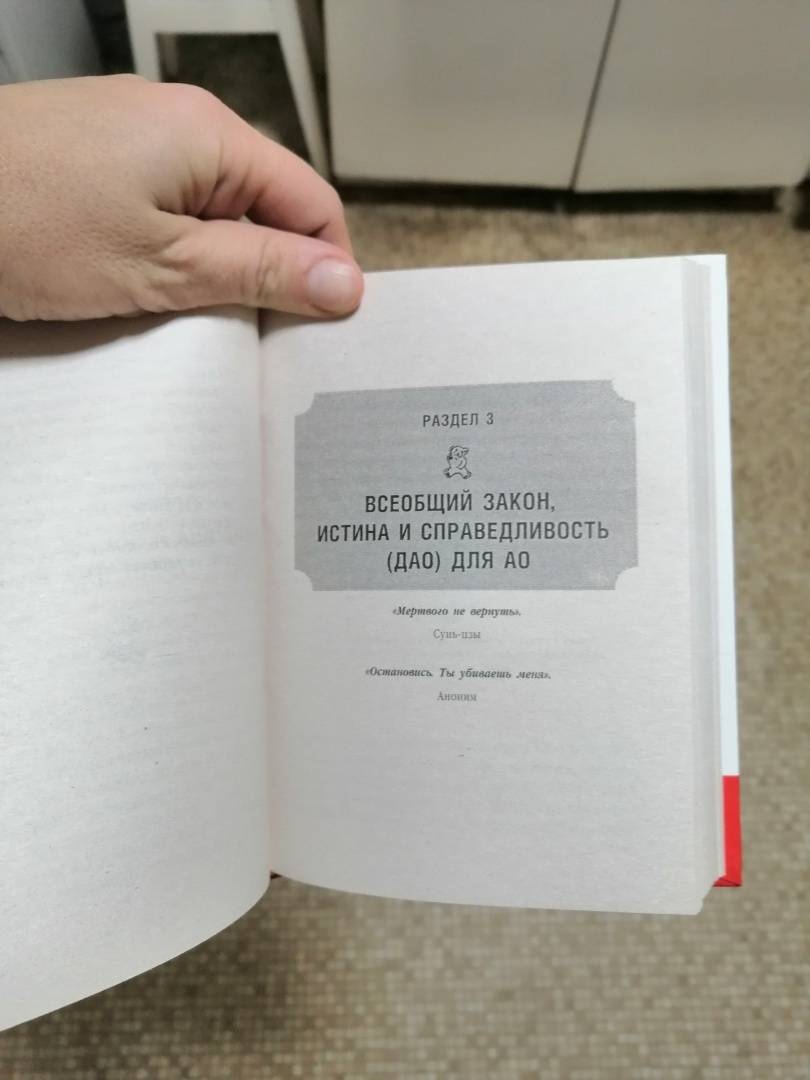 РАЗДЕЛ 3
ВСЕОБЩИЙ ЗАКОН,
ИСТИНА И СПРАВЕДЛИВОСТЬ
(ДАО) ДЛЯ АО
«Мертвого не вернуть».
Сунь-цзы
«Остановись. Ты убиваешь меня».
Аноним